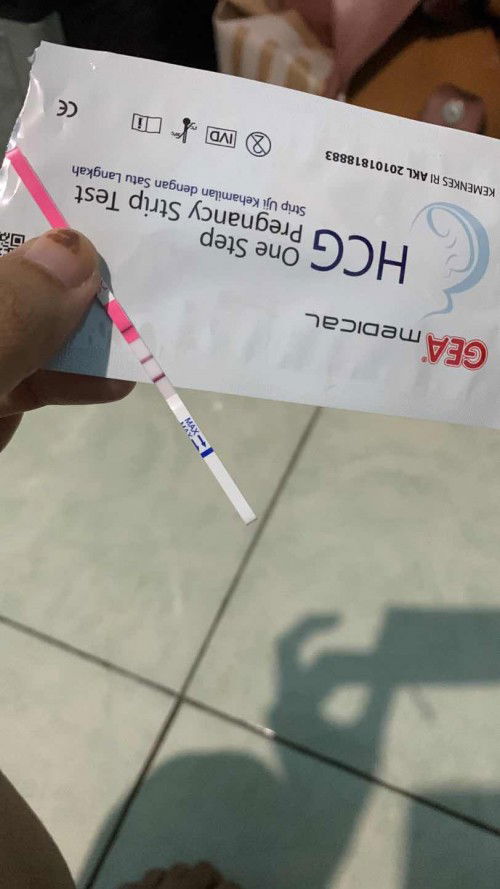 GEA® MEDICAL
HCG
One Step
Pregnancy Strip Test
Strip Uji Kehamilan dengan Satu Langkah
KEMENKES RI AKL 20101818883
IVD
CE
MAX
MAX